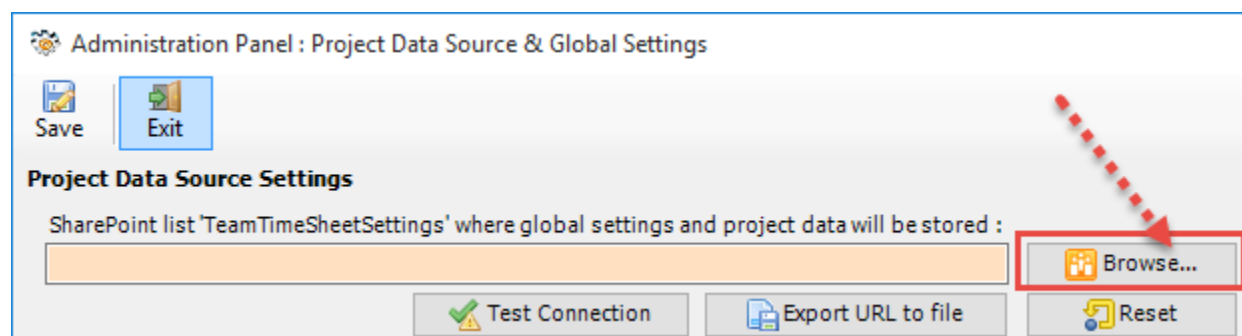 Administration Panel : Project Data Source & Global Settings
Save Exit
Project Data Source Settings
SharePoint list 'TeamTimeSheetSettings' where global settings and project data will be stored :
Browse...
Test Connection Export URL to file Reset